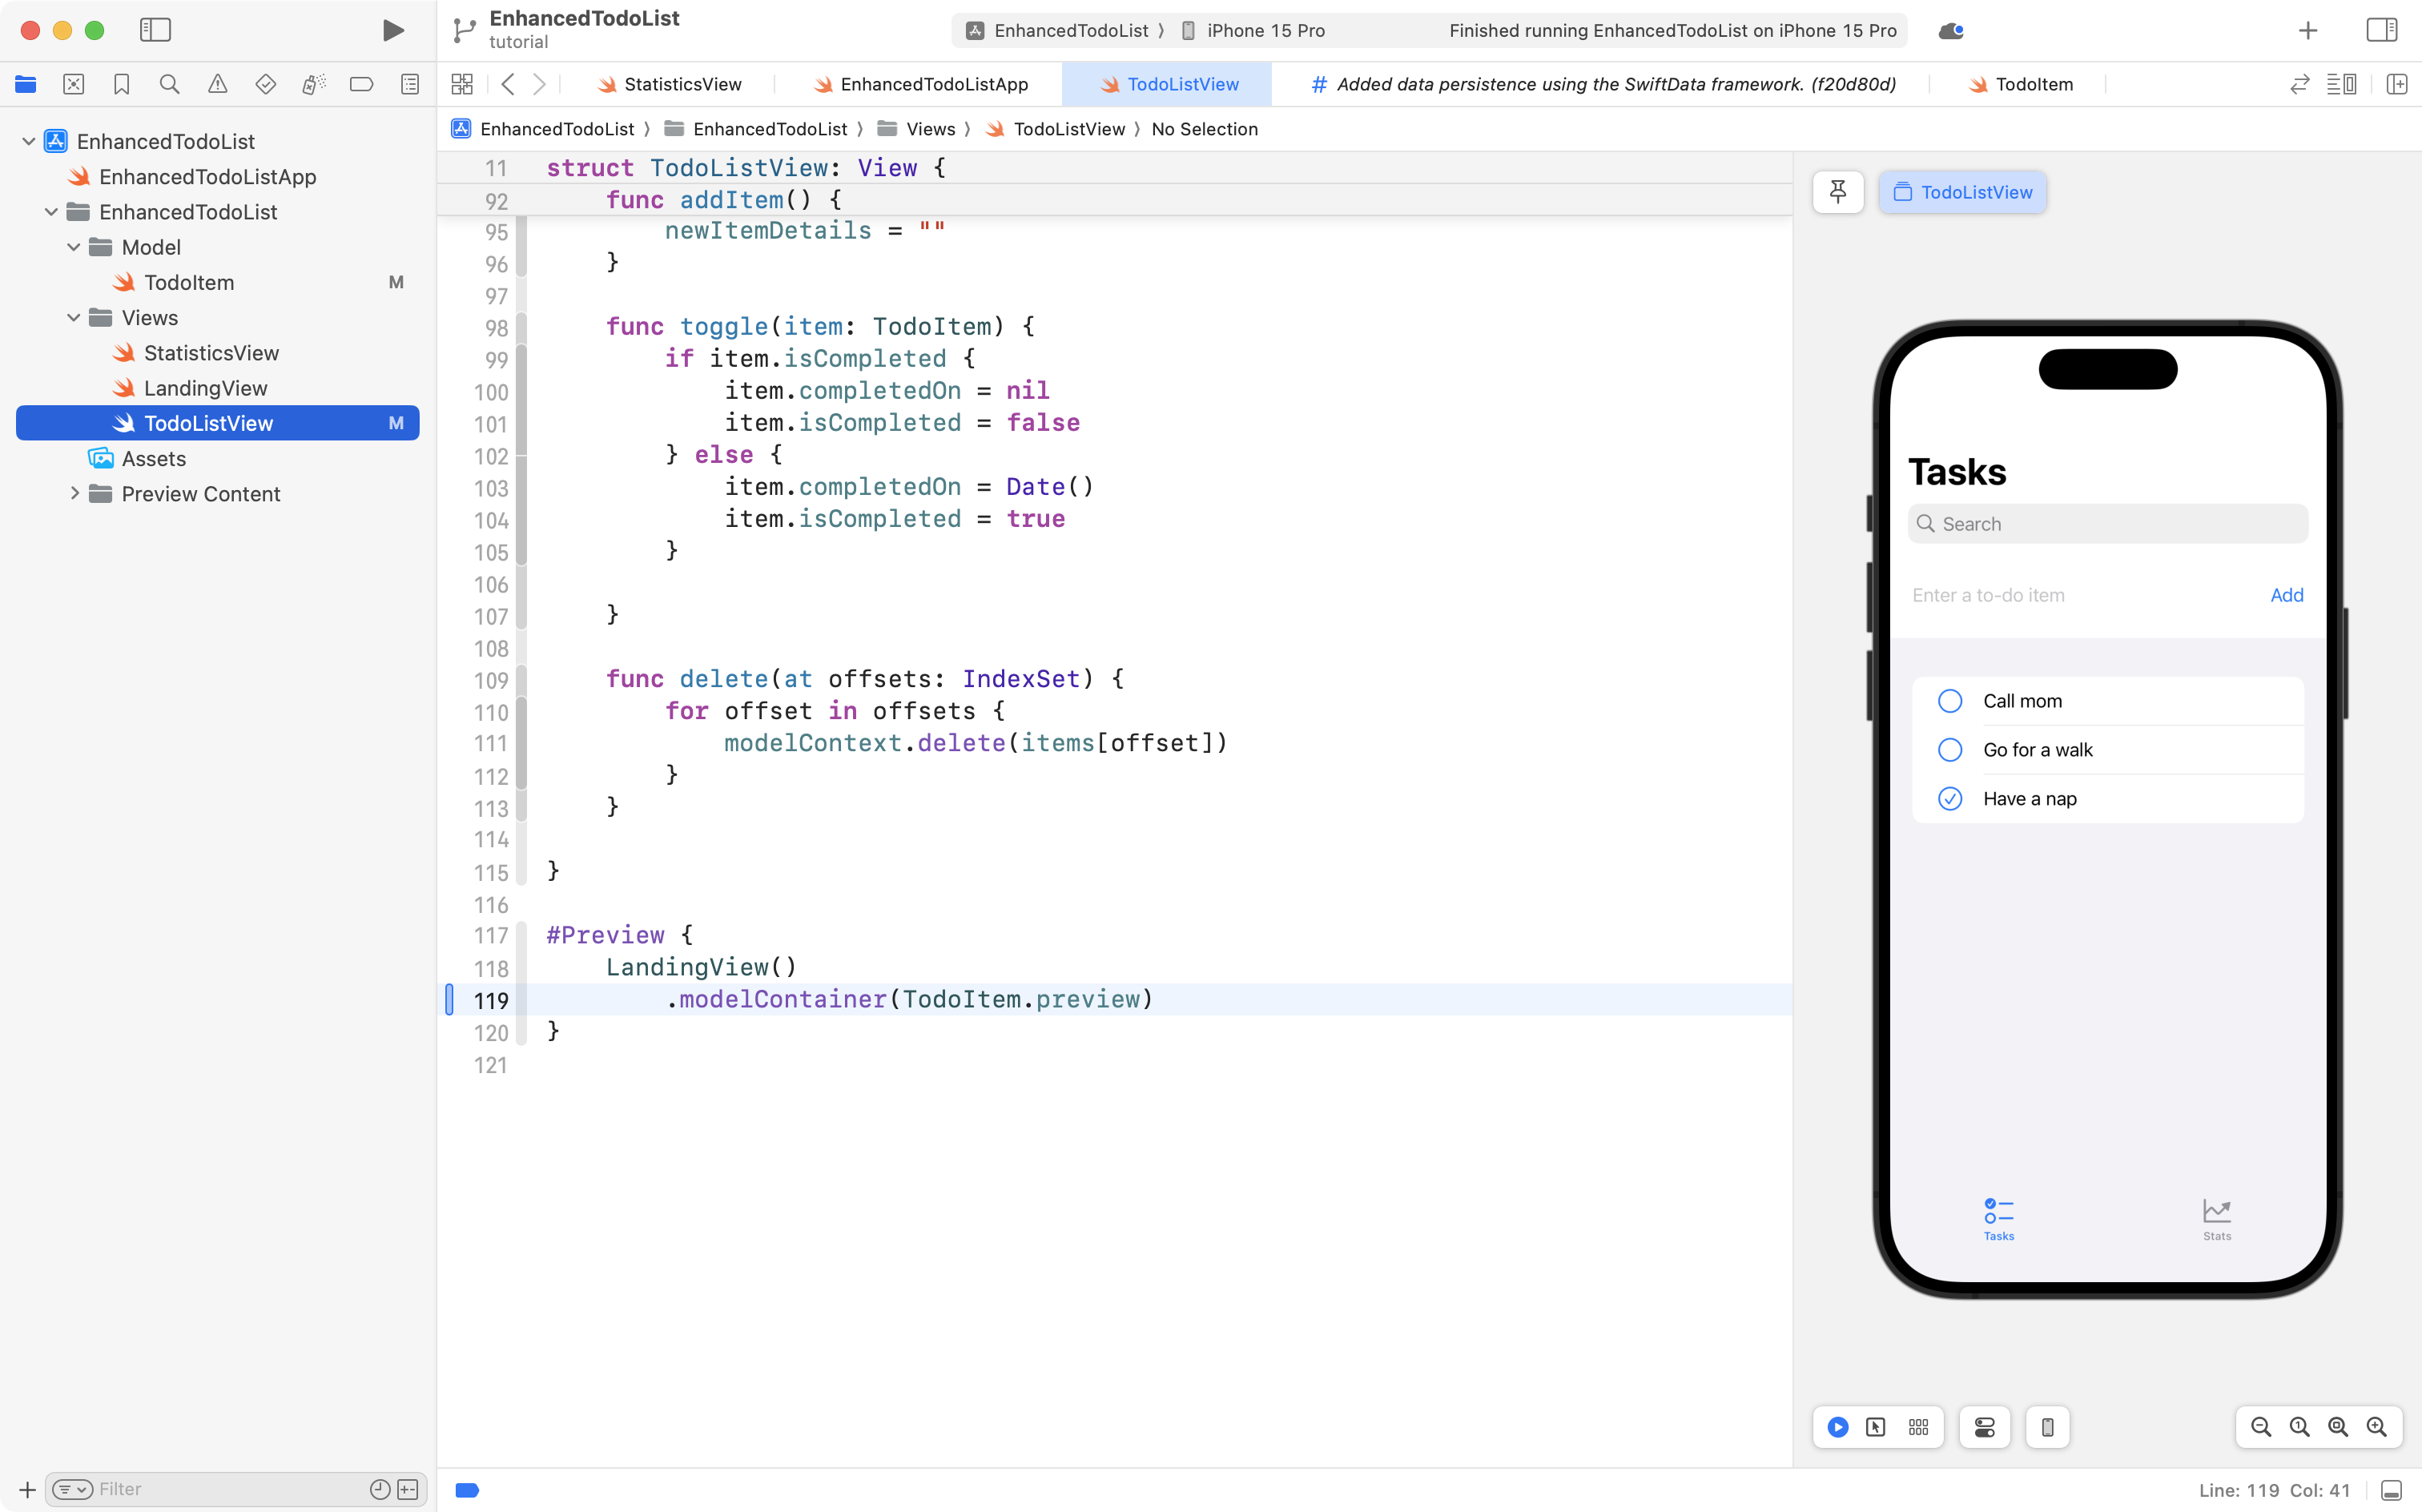 EnhancedTodoList
tutorial
EnhancedTodoList
iPhone 15 Pro
Finished running EnhancedTodoList on iPhone 15 Pro
StatisticsView
EnhancedTodoListApp
TodoListView
# Added data persistence using the SwiftData framework. (f20d80d)
TodoItem
EnhancedTodoList
EnhancedTodoList
Views
TodoListView
No Selection
EnhancedTodoList
EnhancedTodoListApp
EnhancedTodoList
Model
TodoItem M
Views
StatisticsView
LandingView
TodoListView M
Assets
Preview Content
Filter
11 struct TodoListView: View {
92 func addItem() {
95 newItemDetails = ""
96 }
97
98 func toggle(item: TodoItem) {
99 if item.isCompleted {
100 item.completedOn = nil
101 item.isCompleted = false
102 } else {
103 item.completedOn = Date()
104 item.isCompleted = true
105 }
106
107 }
108
109 func delete(at offsets: IndexSet) {
110 for offset in offsets {
111 modelContext.delete(items[offset])
112 }
113 }
114
115 }
116
117 #Preview {
118 LandingView()
119 .modelContainer(TodoItem.preview)
120 }
121
TodoListView
Tasks
Search
Enter a to-do item
Add
Call mom
Go for a walk
Have a nap
Tasks
Stats
Line: 119 Col: 41